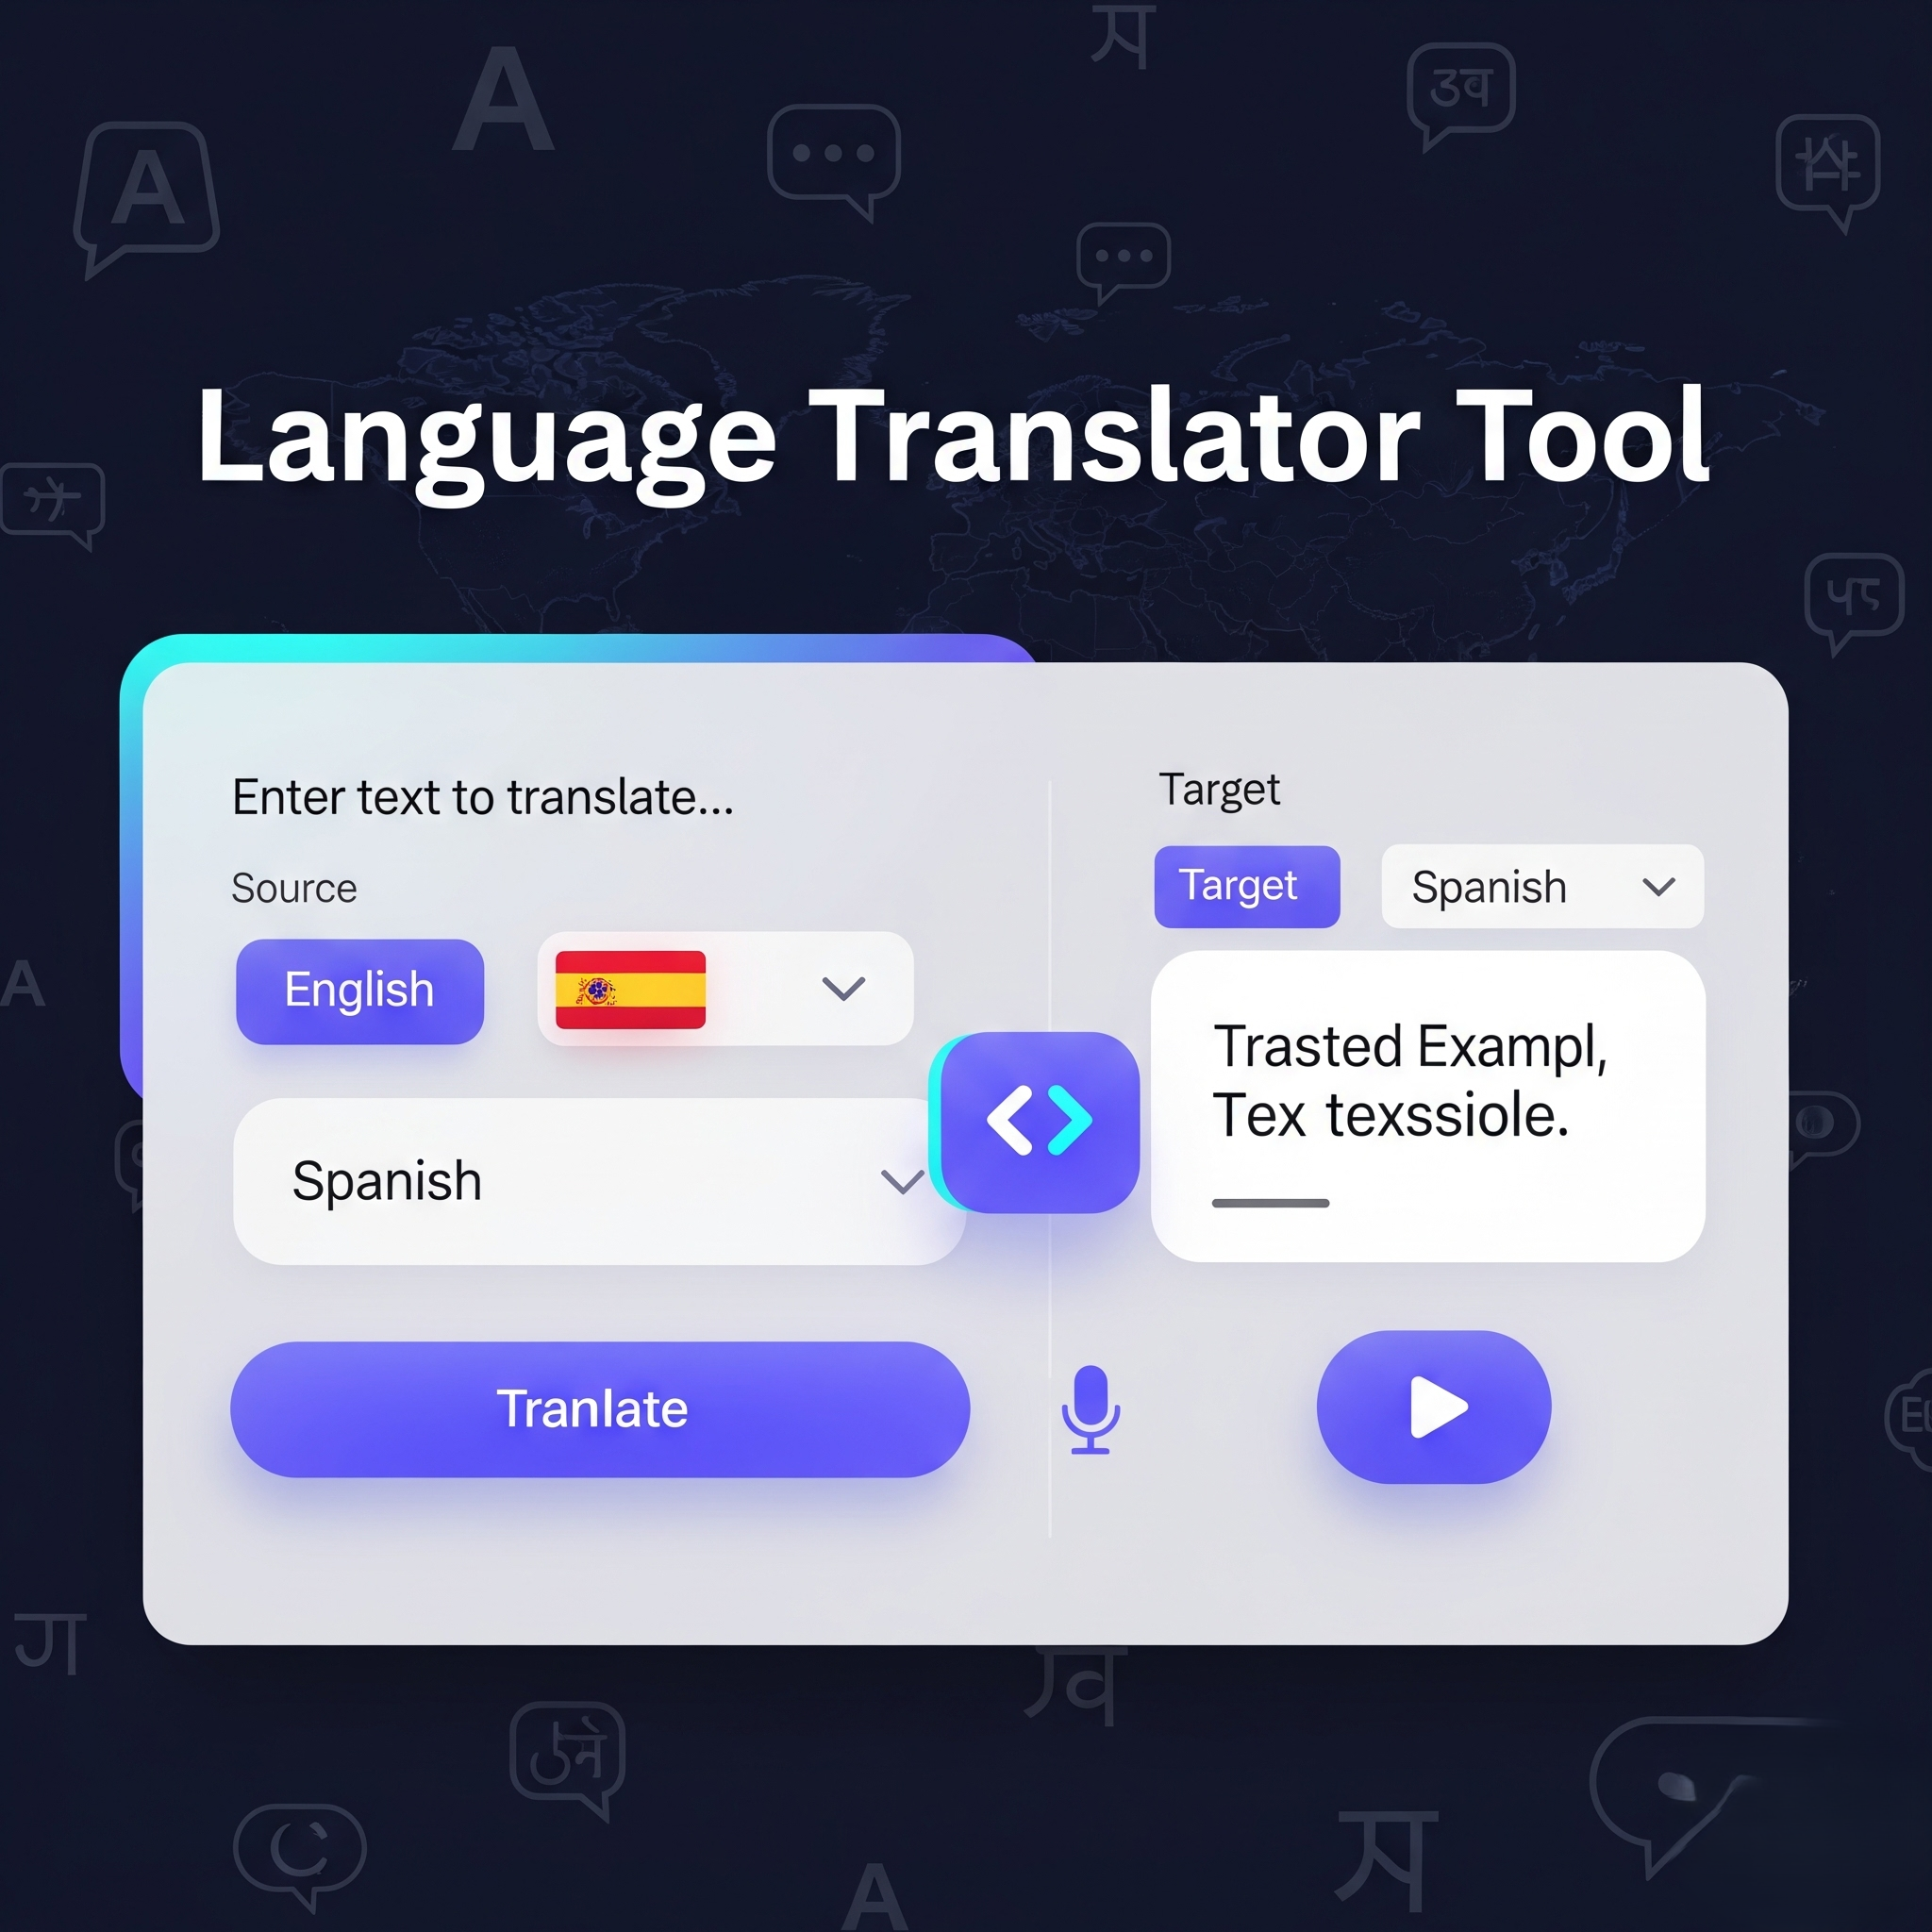 A
A
Language Translator Tool
Enter text to translate...
Source
English
Spanish
Tranlate
Target
Target
Spanish
Trasted Exampl,
Tex texssiole.
A
C
A